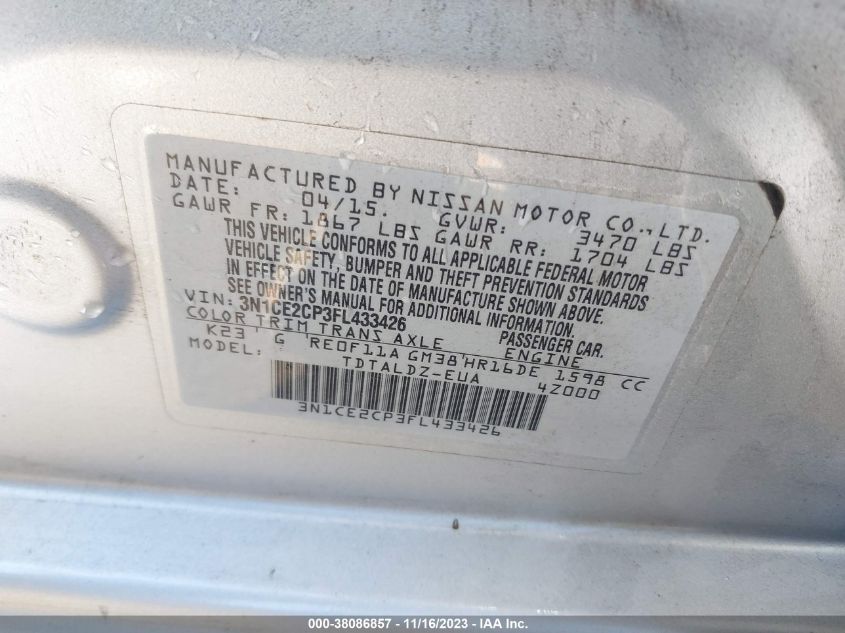 MANUFACTURED BY NISSAN MOTOR CO., LTD.
DATE: 04/15. GVWR: 3470 LBS
GAWR FR: 1867 LBS GAWR RR: 1704 LBS
THIS VEHICLE CONFORMS TO ALL APPLICABLE FEDERAL MOTOR
VEHICLE SAFETY, BUMPER AND THEFT PREVENTION STANDARDS
IN EFFECT ON THE DATE OF MANUFACTURE SHOWN ABOVE.
SEE OWNER'S MANUAL FOR ADDITIONAL INFORMATION.
VIN: 3N1CE2CP3FL433426 PASSENGER CAR.
COLOR TRIM TRANS AXLE ENGINE
K23 G RE0F11A GM38 HR16DE 1598 CC
MODEL: TDTALDZ-EUA 4Z000
3N1CE2CP3FL433426
000-38086857 - 11/16/2023 - IAA Inc.